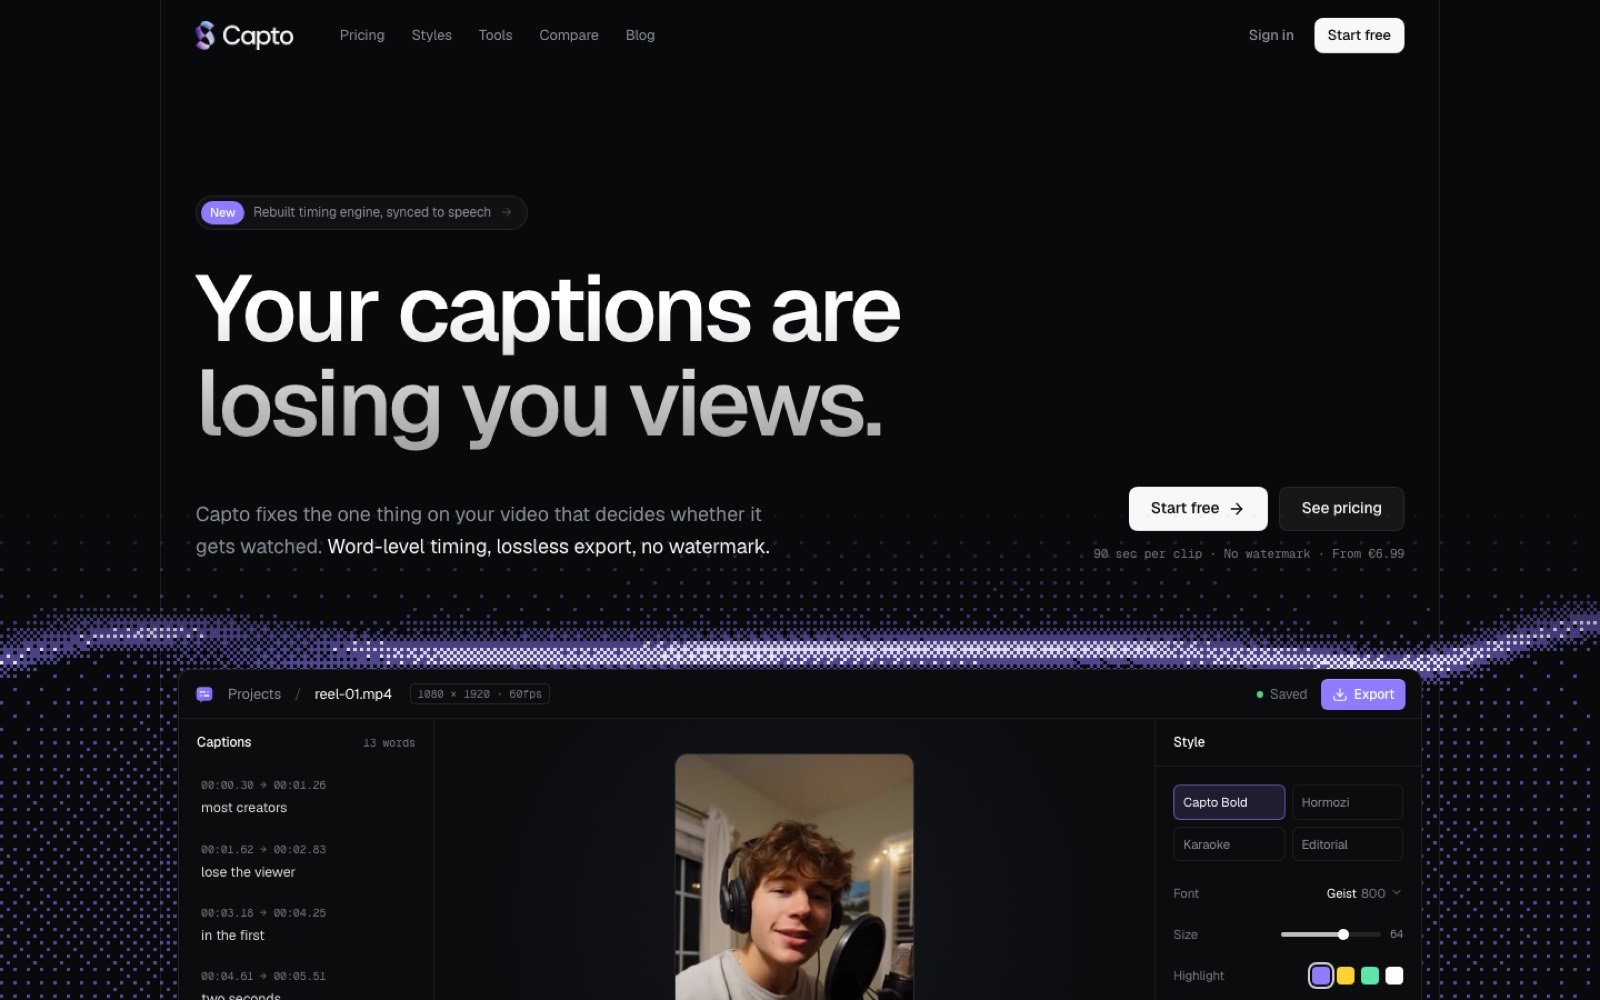 Capto
Pricing
Styles
Tools
Compare
Blog
Sign in
Start free
New
Rebuilt timing engine, synced to speech →
Your captions are
losing you views.
Capto fixes the one thing on your video that decides whether it
gets watched. Word-level timing, lossless export, no watermark.
Start free →
See pricing
90 sec per clip · No watermark · From €6.99
Projects / reel-01.mp4
1080 × 1920 · 60fps
Saved
Export
Captions
13 words
00:00.30 → 00:01.26
most creators
00:01.62 → 00:02.83
lose the viewer
00:03.18 → 00:04.25
in the first
00:04.61 → 00:05.51
two seconds
Style
Capto Bold
Hormozi
Karaoke
Editorial
Font
Geist 800
Size
64
Highlight